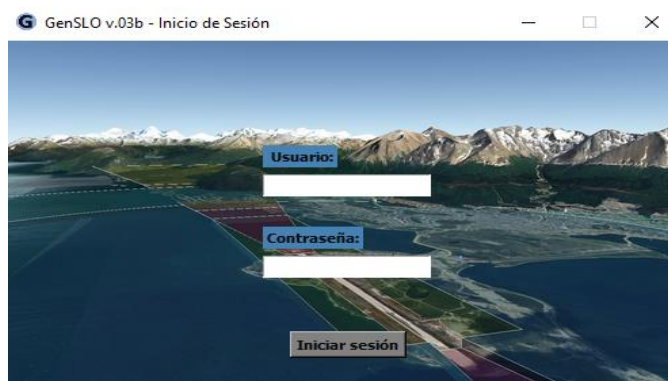 G GenSLO v.03b - Inicio de Sesión
Usuario:
Contraseña:
Iniciar sesión